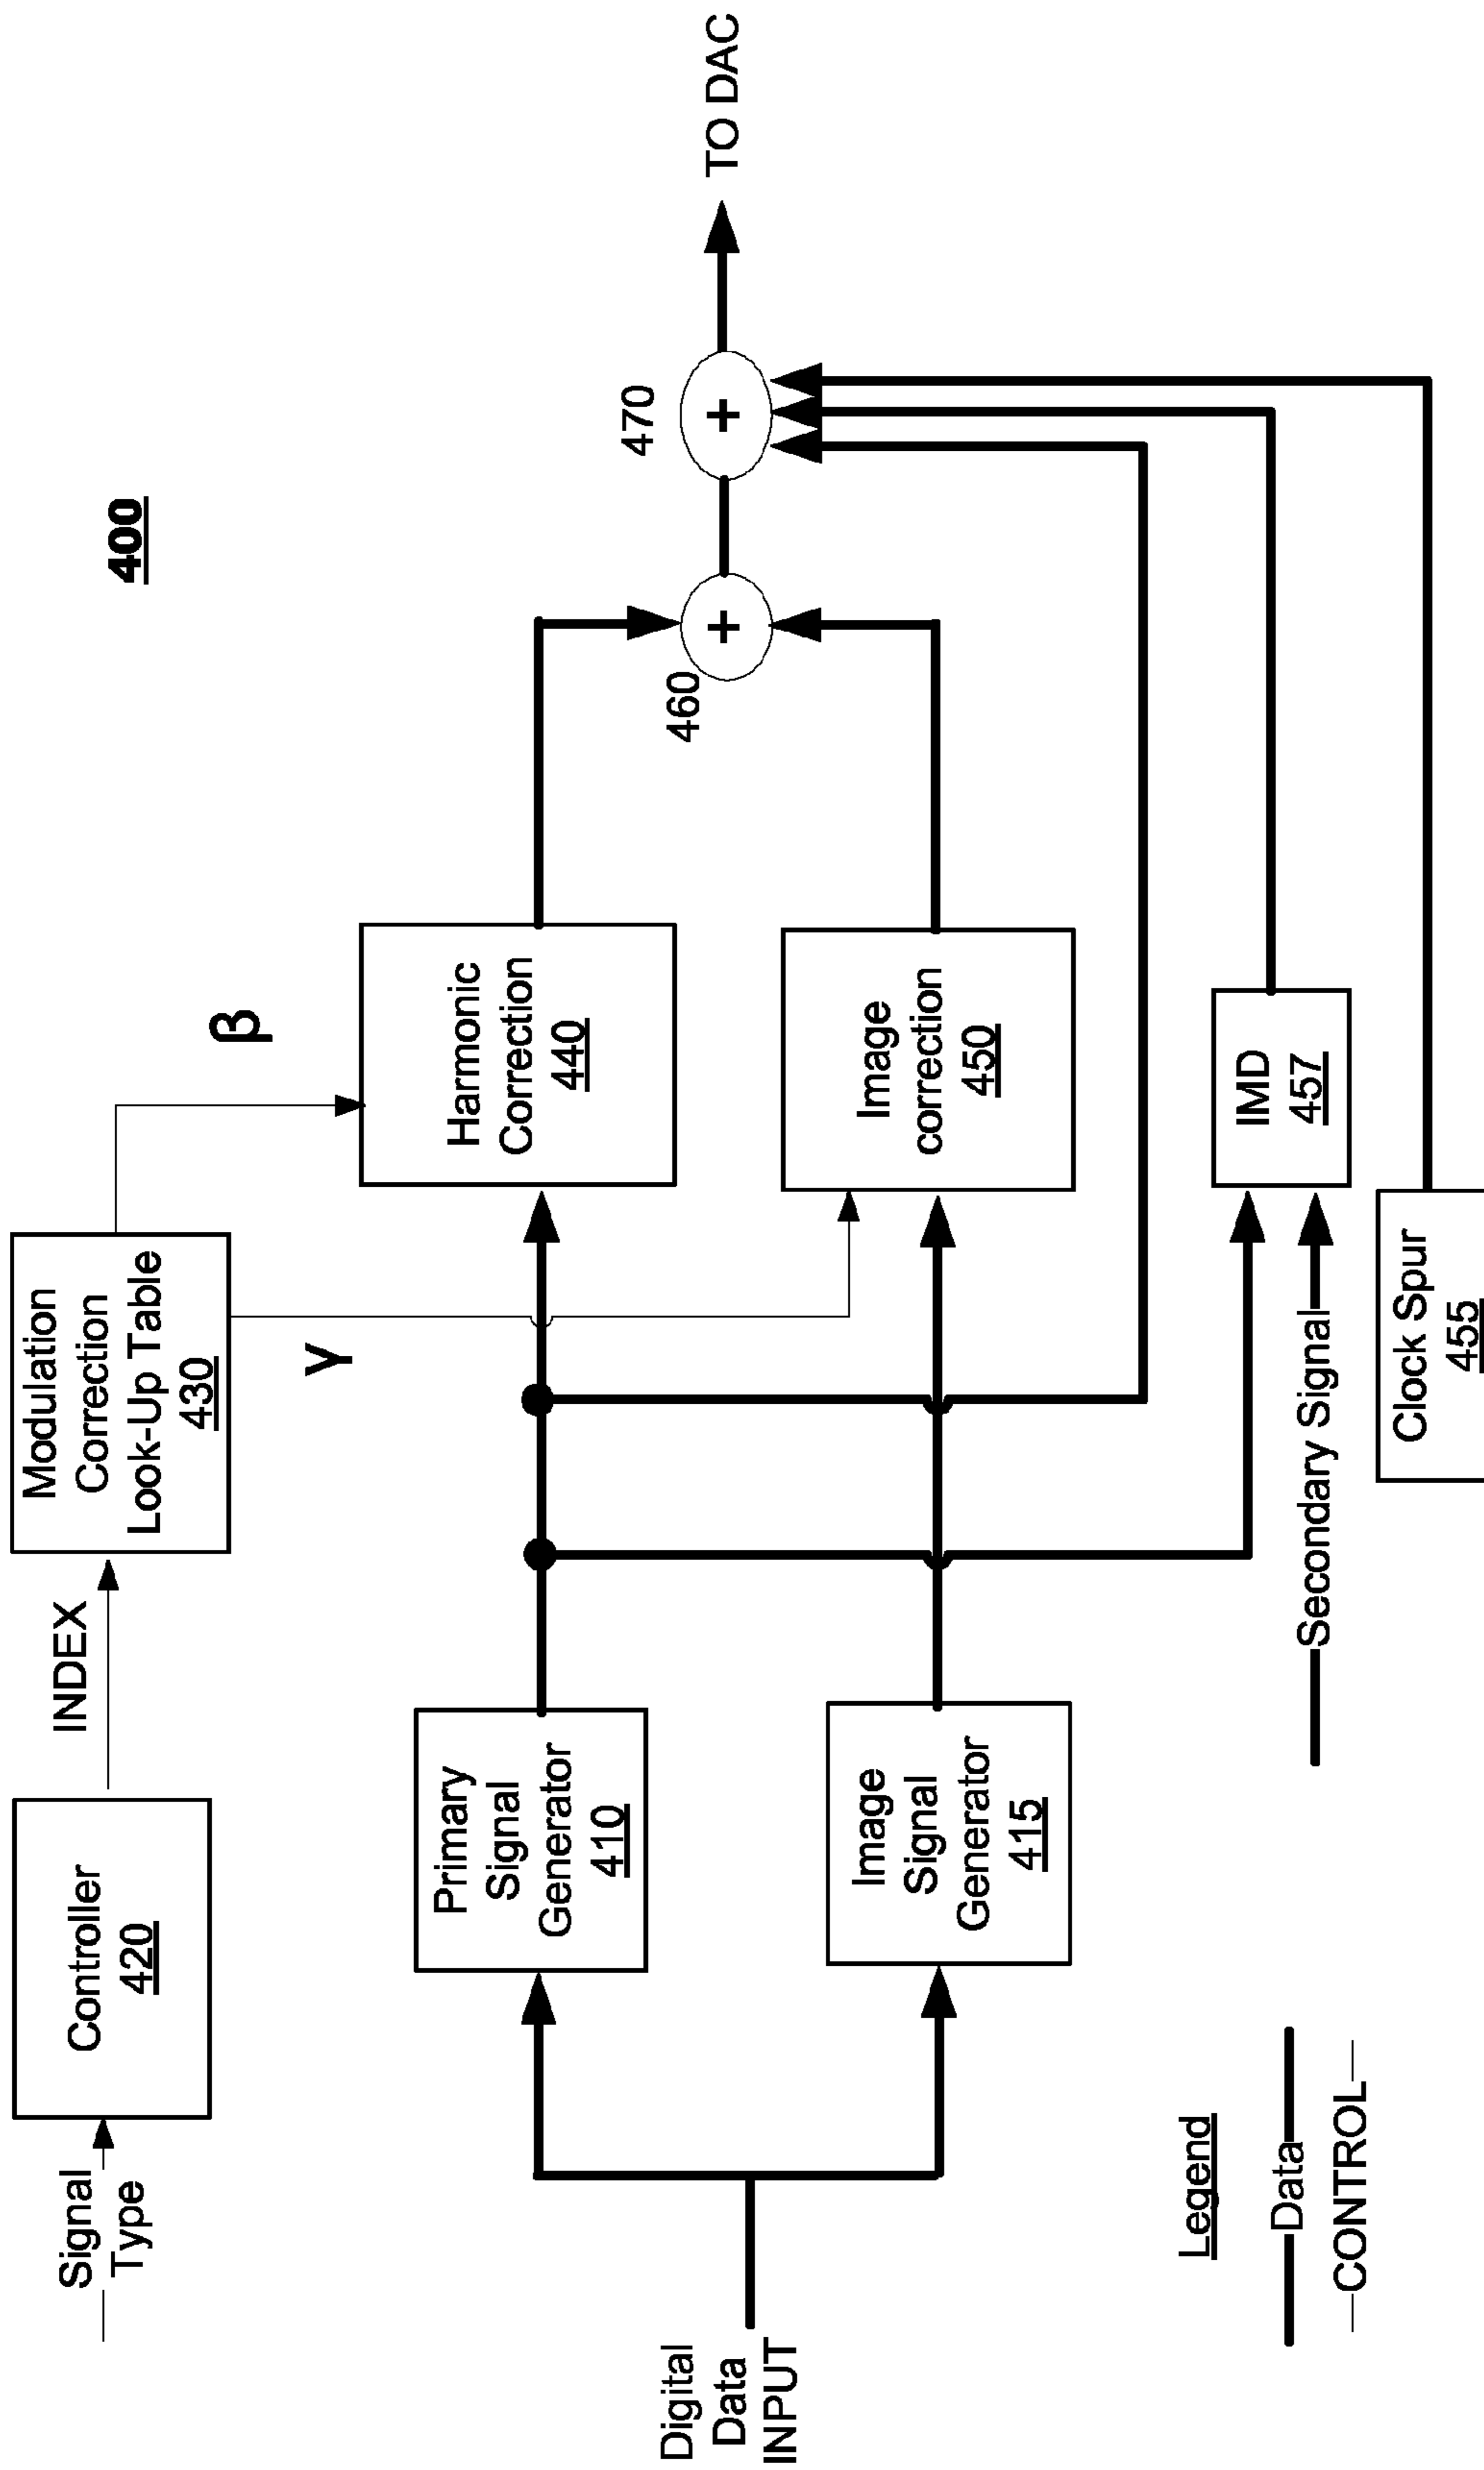 400
Signal
Type
Controller
420
INDEX
Modulation
Correction
Look-Up Table
430
β
γ
Digital
Data
INPUT
Primary
Signal
Generator
410
Harmonic
Correction
440
460
+
470
+
TO DAC
Image
Signal
Generator
415
Image
correction
450
IMD
457
Secondary Signal
Clock Spur
455
Legend
Data
CONTROL